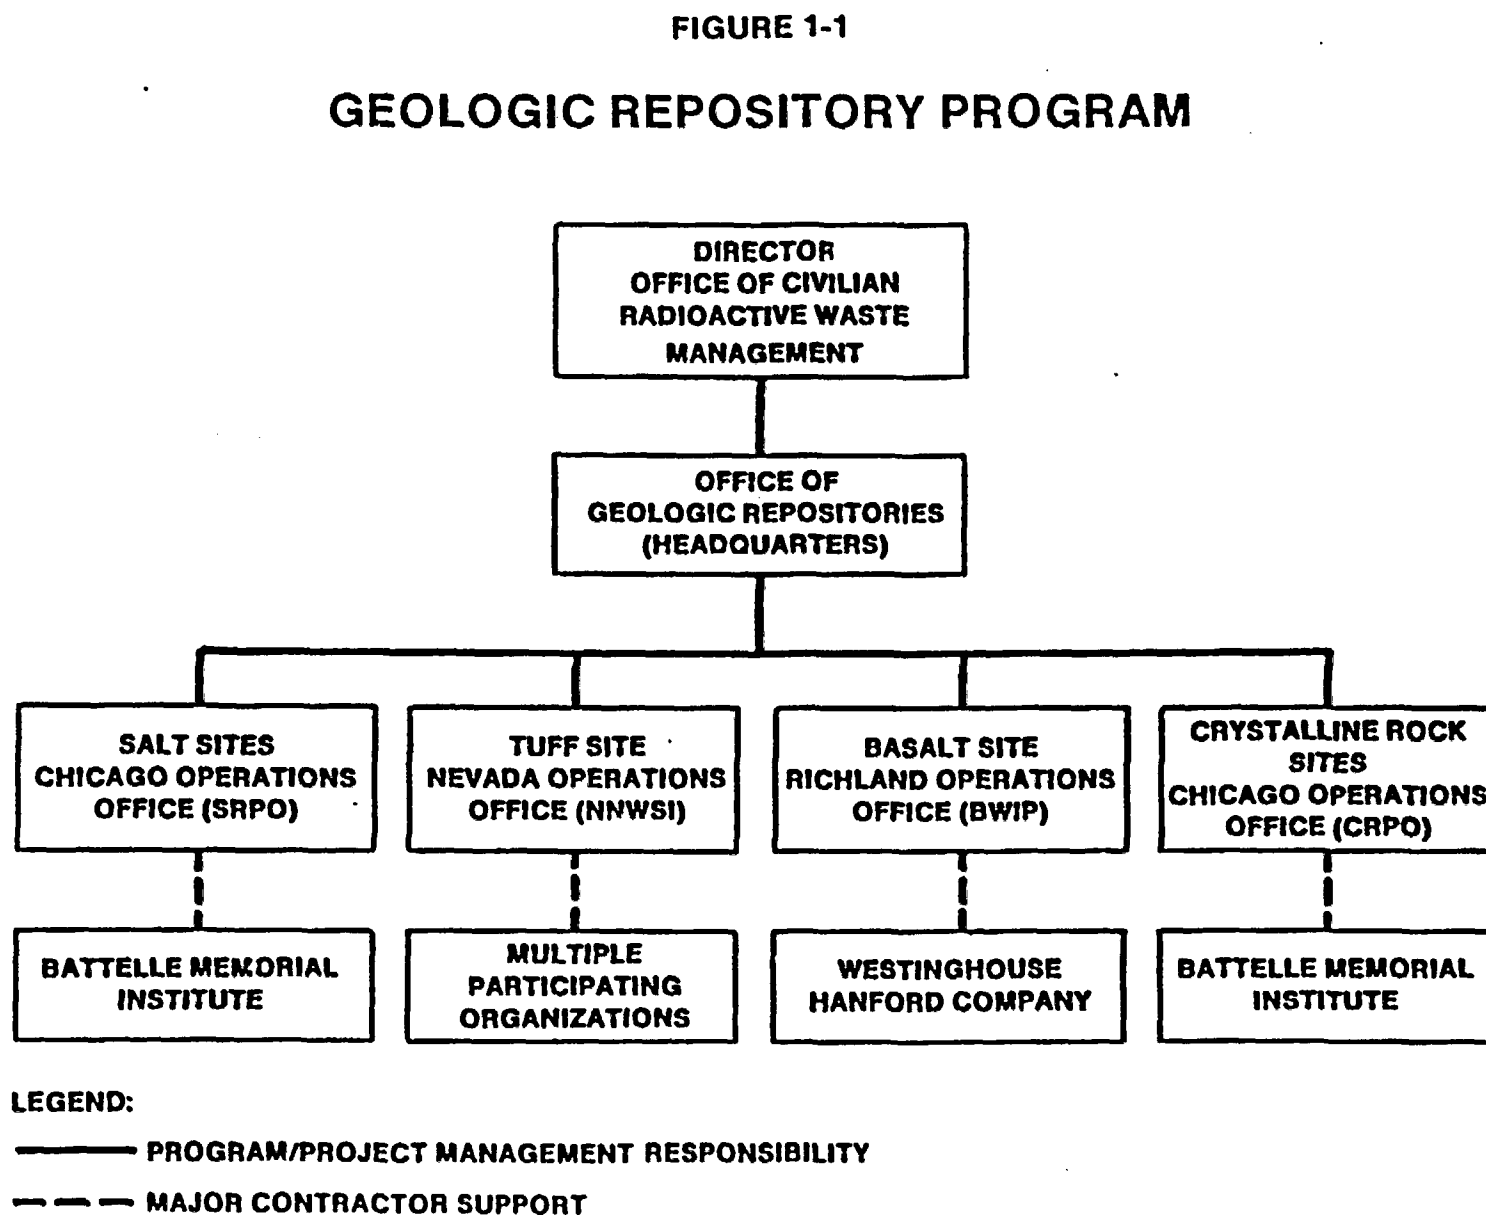 FIGURE 1-1
GEOLOGIC REPOSITORY PROGRAM
DIRECTOR
OFFICE OF CIVILIAN
RADIOACTIVE WASTE
MANAGEMENT
OFFICE OF
GEOLOGIC REPOSITORIES
(HEADQUARTERS)
SALT SITES
CHICAGO OPERATIONS
OFFICE (SRPO)
TUFF SITE
NEVADA OPERATIONS
OFFICE (NNWSI)
BASALT SITE
RICHLAND OPERATIONS
OFFICE (BWIP)
CRYSTALLINE ROCK
SITES
CHICAGO OPERATIONS
OFFICE (CRPO)
BATTELLE MEMORIAL
INSTITUTE
MULTIPLE
PARTICIPATING
ORGANIZATIONS
WESTINGHOUSE
HANFORD COMPANY
BATTELLE MEMORIAL
INSTITUTE
LEGEND:
PROGRAM/PROJECT MANAGEMENT RESPONSIBILITY
MAJOR CONTRACTOR SUPPORT